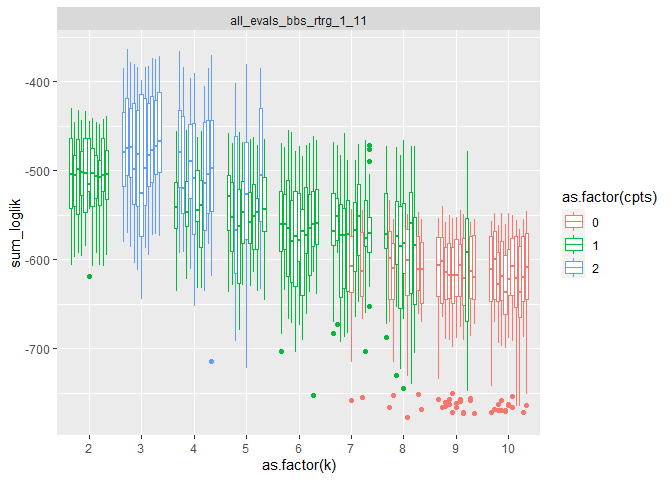 all_evals_bbs_rtrg_1_11
sum_loglik
-400
-500
-600
-700
2 3 4 5 6 7 8 9 10
as.factor(k)
as.factor(cpts)
0
1
2